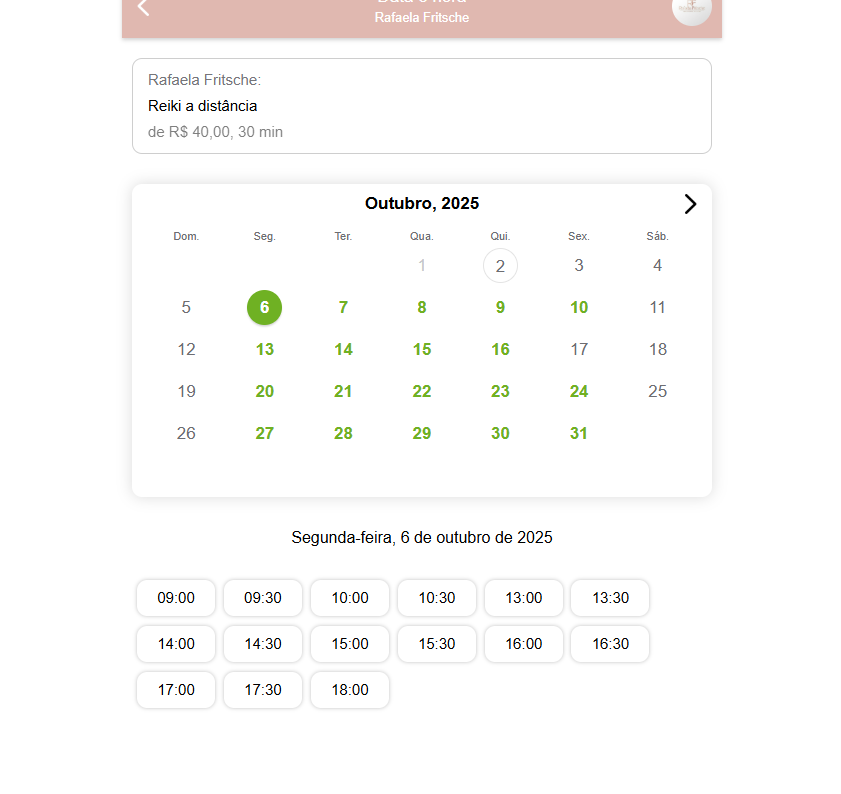 Data e hora
Rafaela Fritsche
Rafaela Fritsche:
Reiki a distância
de R$ 40,00, 30 min
Outubro, 2025
Dom. Seg. Ter. Qua. Qui. Sex. Sáb.
1 2 3 4
5 6 7 8 9 10 11
12 13 14 15 16 17 18
19 20 21 22 23 24 25
26 27 28 29 30 31
Segunda-feira, 6 de outubro de 2025
09:00 09:30 10:00 10:30 13:00 13:30
14:00 14:30 15:00 15:30 16:00 16:30
17:00 17:30 18:00